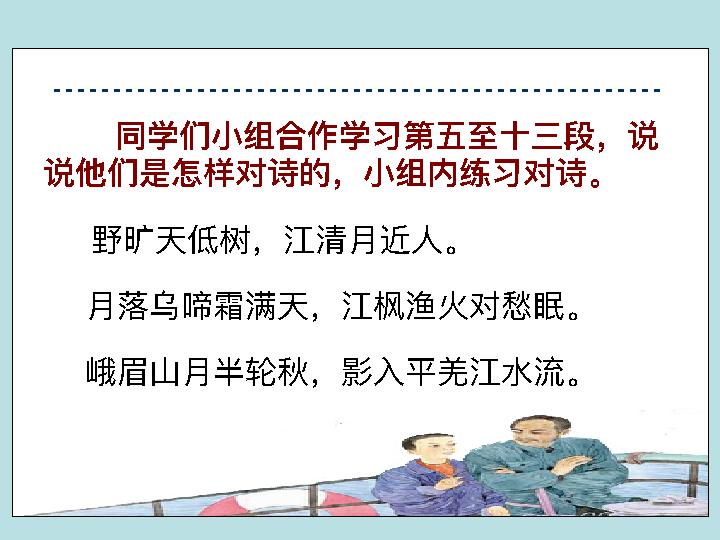 同学们小组合作学习第五至十三段，说
说他们是怎样对诗的，小组内练习对诗。
野旷天低树，江清月近人。
月落乌啼霜满天，江枫渔火对愁眠。
峨眉山月半轮秋，影入平羌江水流。